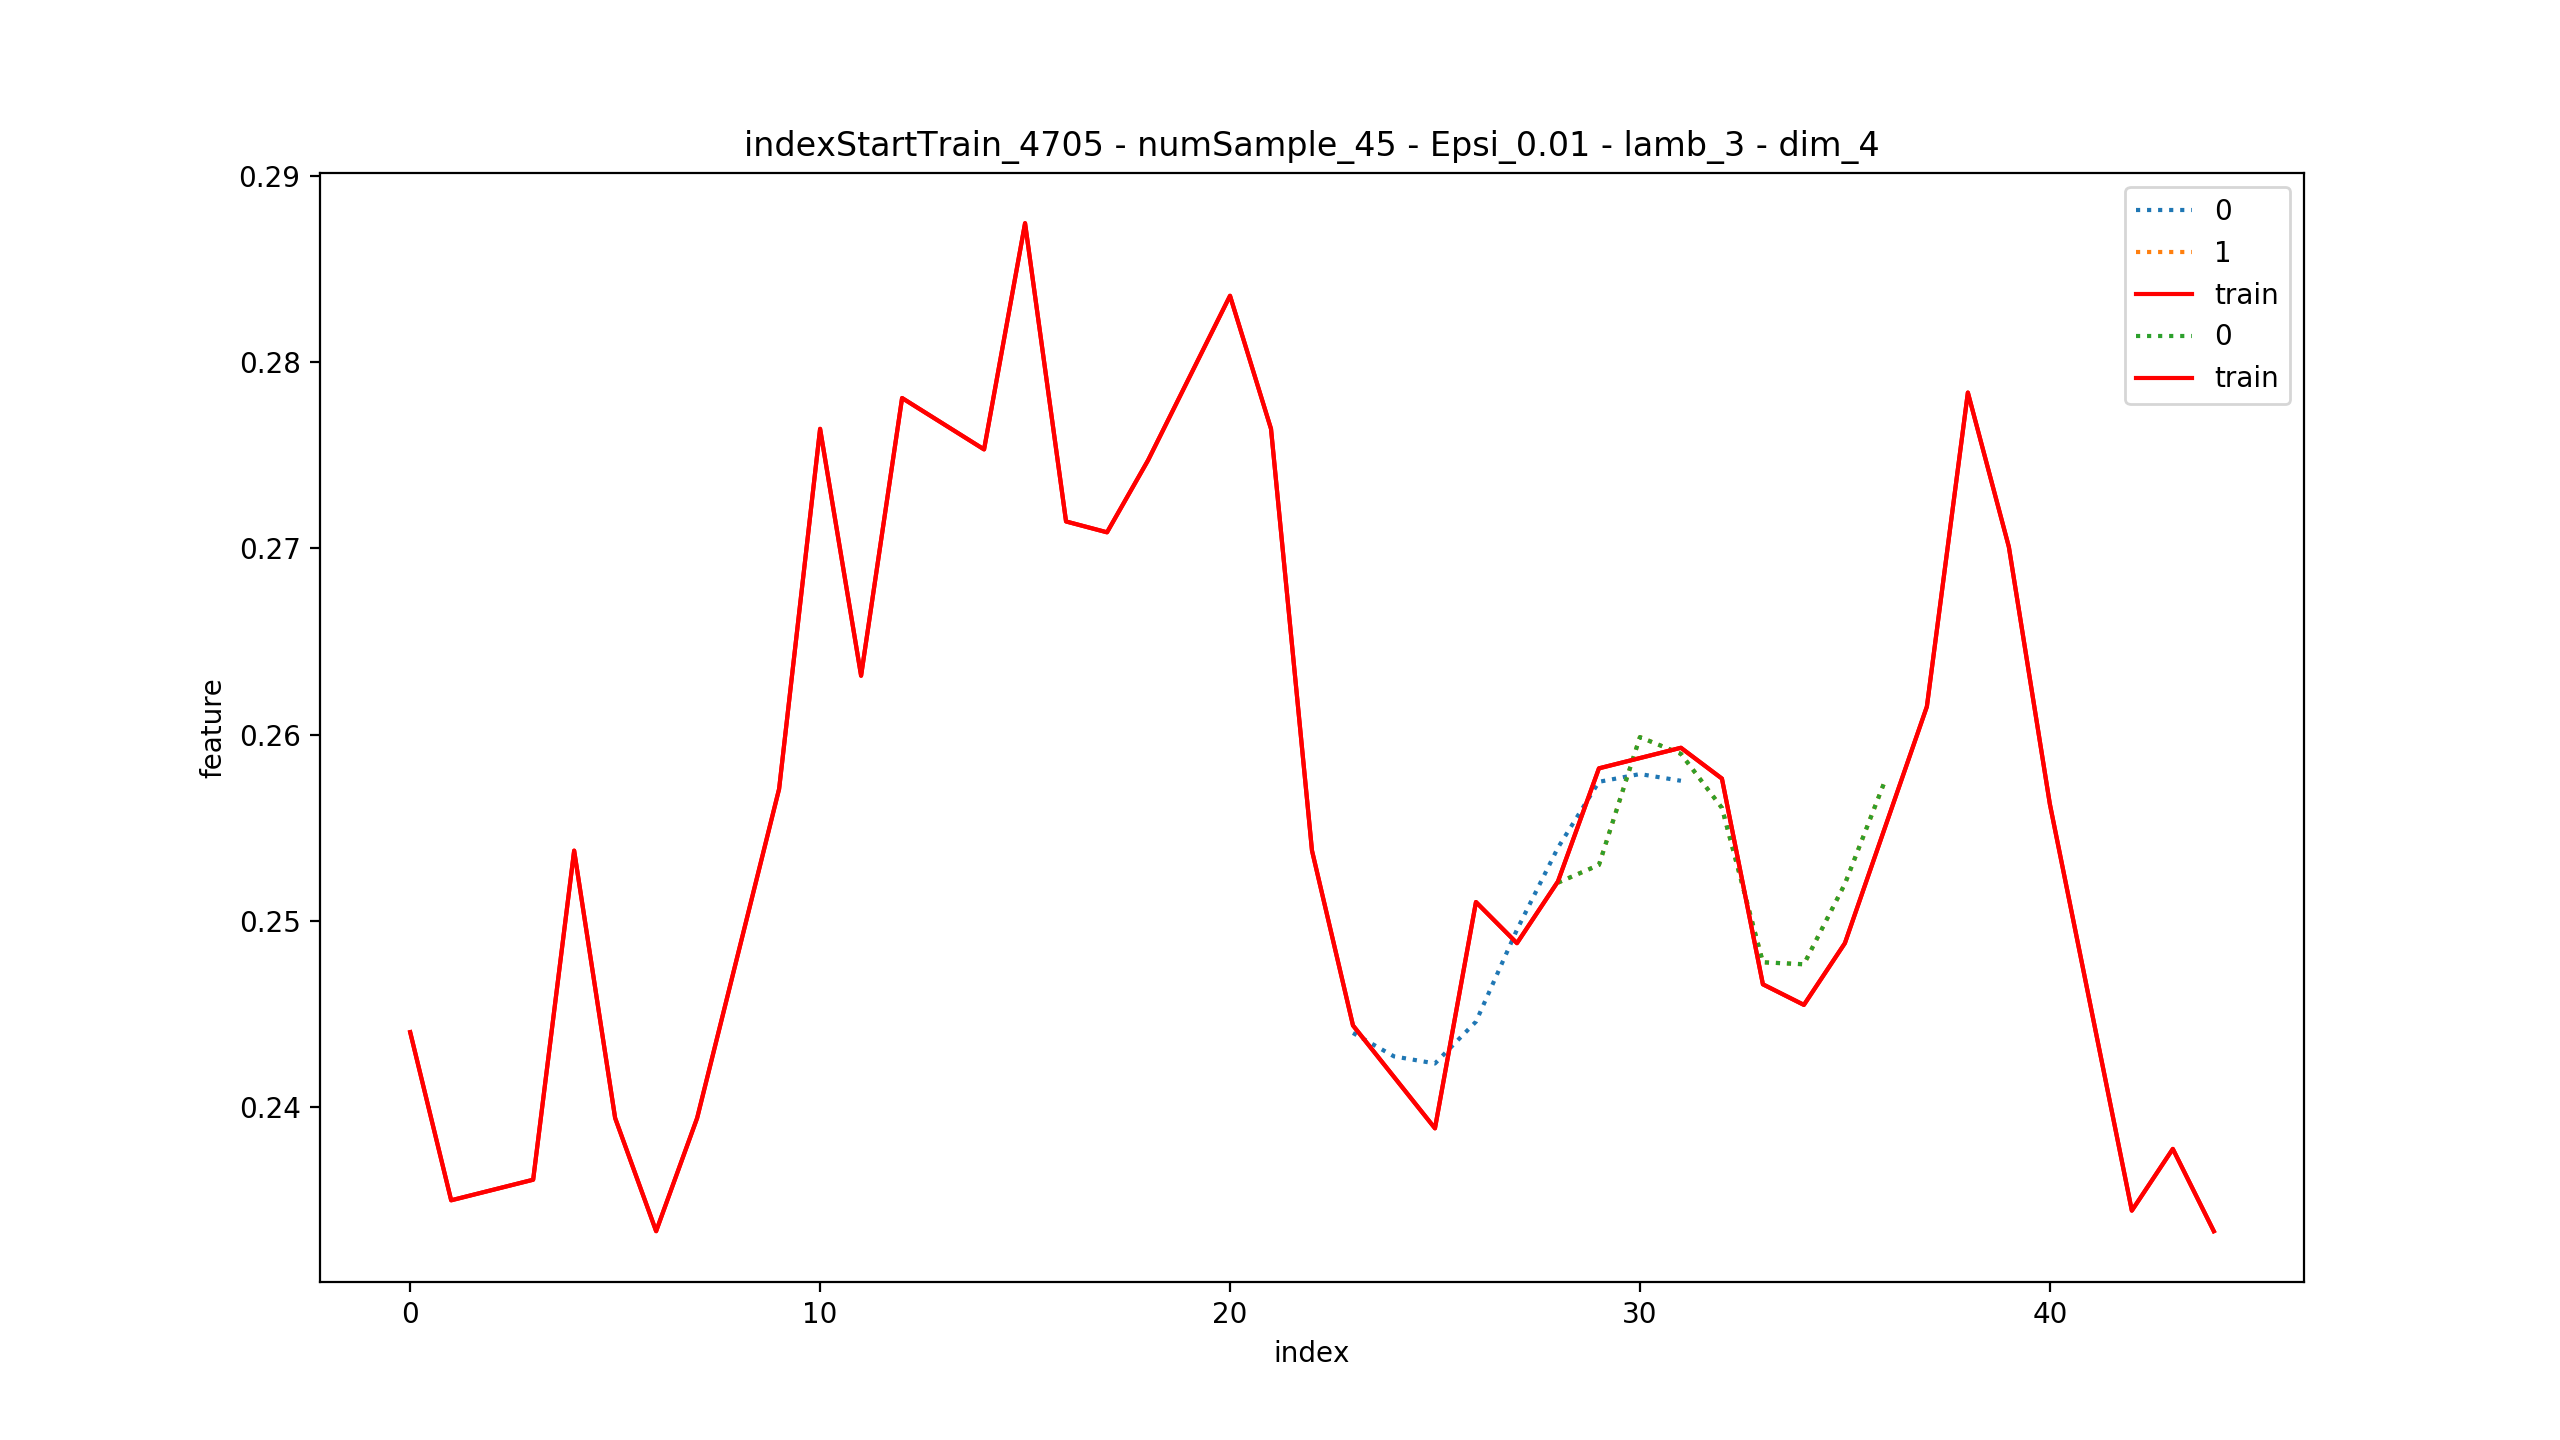 indexStartTrain_4705 - numSample_45 - Epsi_0.01 - lamb_3 - dim_4
0.29
0.28
0.27
0.26
0.25
0.24
feature
0
1
train
0
train
0 10 20 30 40
index